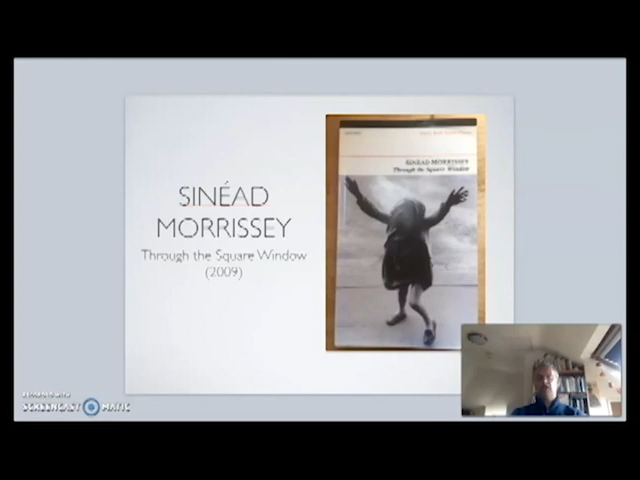 SINÉAD
MORRISSEY
Through the Square Window
(2009)
SINÉAD MORRISSEY
Through the Square Window
SCREENCAST MATIC